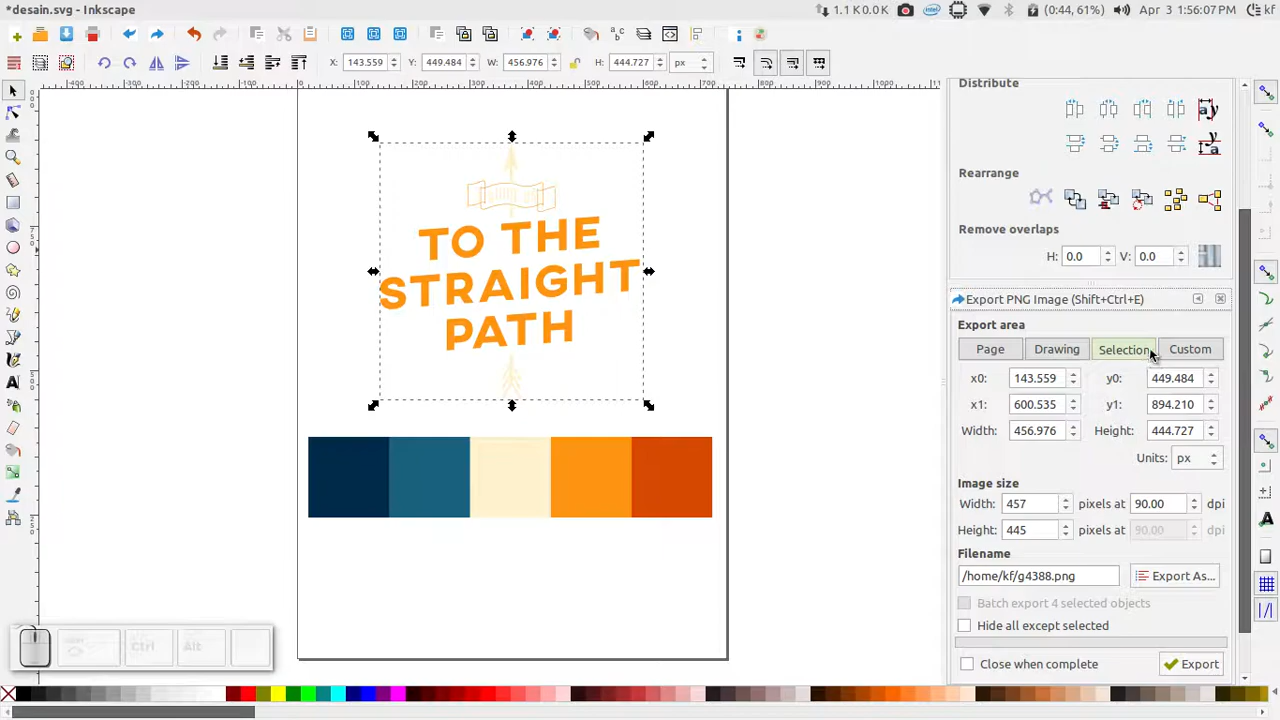 *desain.svg - Inkscape
1.1 K 0.0 K
(0:44, 61%)
Apr 3 1:56:07 PM
kf
X: 143.559
Y: 449.484
W: 456.976
H: 444.727
px
Distribute
Rearrange
Remove overlaps
H: 0.0
V: 0.0
TO THE
STRAIGHT
PATH
Export PNG Image (Shift+Ctrl+E)
Export area
Page
Drawing
Selection
Custom
x0: 143.559
y0: 449.484
x1: 600.535
y1: 894.210
Width: 456.976
Height: 444.727
Units: px
Image size
Width: 457 pixels at 90.00 dpi
Height: 445 pixels at 90.00 dpi
Filename
/home/kf/g4388.png
Export As...
Batch export 4 selected objects
Hide all except selected
Close when complete
Export
Ctrl
Alt